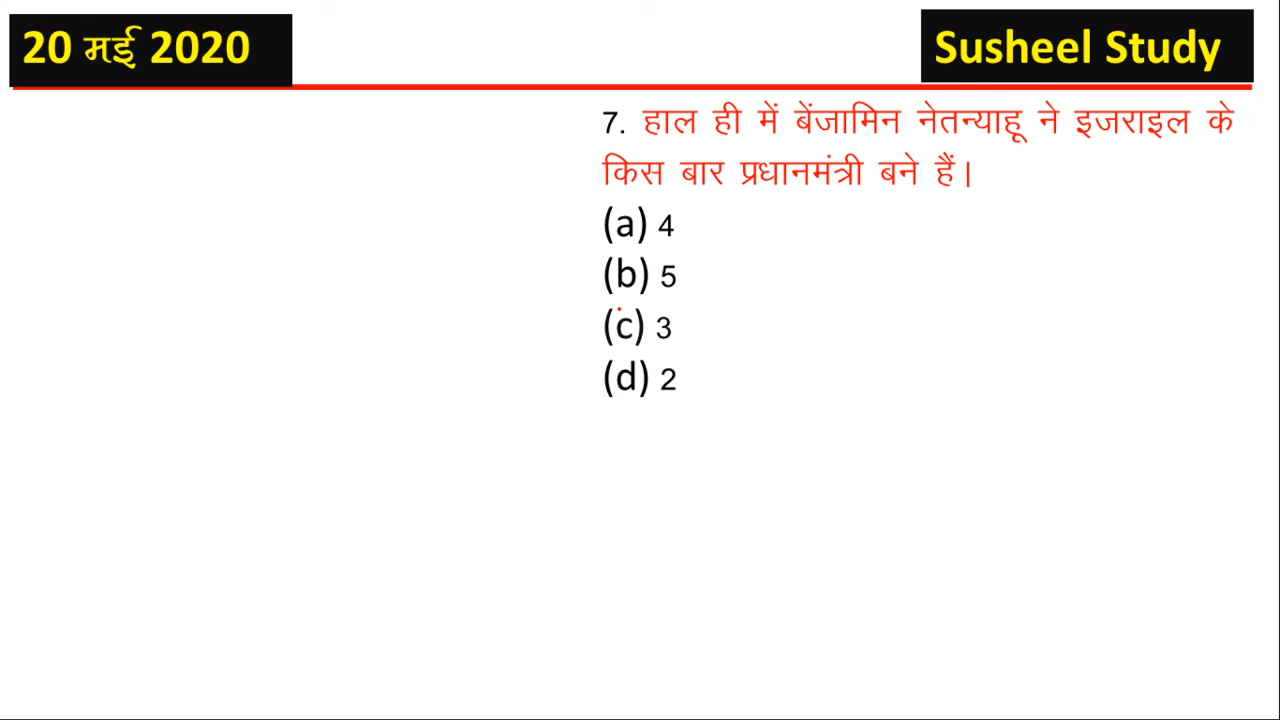 20 मई 2020
Susheel Study
7. हाल ही में बेंजामिन नेतन्याहू ने इजराइल के
किस बार प्रधानमंत्री बने हैं।
(a) 4
(b) 5
(c) 3
(d) 2